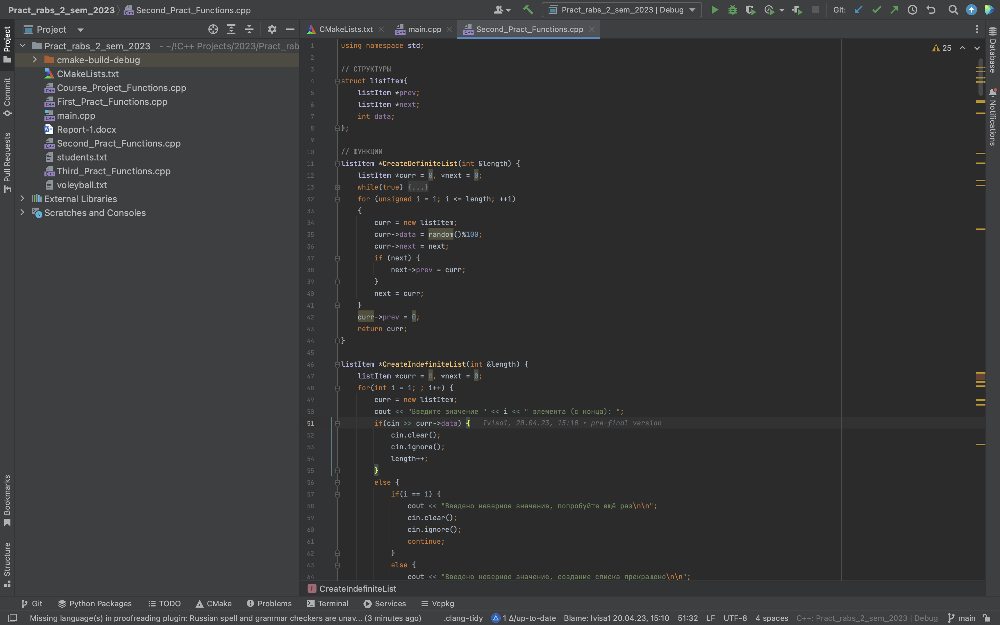 Pract_rabs_2_sem_2023 Second_Pract_Functions.cpp Pract_rabs_2_sem_2023 | Debug Git:
Project CMakeLists.txt main.cpp Second_Pract_Functions.cpp
Project
Commit
Pull Requests
Bookmarks
Structure
Pract_rabs_2_sem_2023 - ~/!C++ Projects/2023/Pract_rab
cmake-build-debug
CMakeLists.txt
Course_Project_Functions.cpp
First_Pract_Functions.cpp
main.cpp
Report-1.docx
Second_Pract_Functions.cpp
students.txt
Third_Pract_Functions.cpp
voleyball.txt
External Libraries
Scratches and Consoles
1 using namespace std;
2
3 // СТРУКТУРЫ
4 struct listItem{
5 listItem *prev;
6 listItem *next;
7 int data;
8 };
9
10 // ФУНКЦИИ
11 listItem *CreateDefiniteList(int &length) {
12 listItem *curr = 0, *next = 0;
13 while(true) {...}
32 for (unsigned i = 1; i <= length; ++i)
33 {
34 curr = new listItem;
35 curr->data = random()%100;
36 curr->next = next;
37 if (next) {
38 next->prev = curr;
39 }
40 next = curr;
41 }
42 curr->prev = 0;
43 return curr;
44 }
45
46 listItem *CreateIndefiniteList(int &length) {
47 listItem *curr = 0, *next = 0;
48 for(int i = 1; ; i++) {
49 curr = new listItem;
50 cout << "Введите значение " << i << " элемента (с конца): ";
51 if(cin >> curr->data) { Ivisa1, 20.04.23, 15:10 • pre-final version
52 cin.clear();
53 cin.ignore();
54 length++;
55 }
56 else {
57 if(i == 1) {
58 cout << "Введено неверное значение, попробуйте ещё раз\n\n";
59 cin.clear();
60 cin.ignore();
61 continue;
62 }
63 else {
64 cout << "Введено неверное значение, создание списка прекращено\n\n";
25
Database
Notifications
CreateIndefiniteList
Git Python Packages TODO CMake Problems Terminal Services Vcpkg
Missing language(s) in proofreading plugin: Russian spell and grammar checkers are unav... (3 minutes ago) .clang-tidy 1 Δ/up-to-date Blame: Ivisa1 20.04.23, 15:10 51:32 LF UTF-8 4 spaces C++: Pract_rabs_2_sem_2023 | Debug main